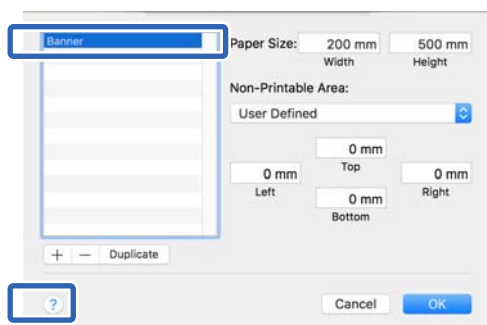 Banner
Paper Size: 200 mm 500 mm
Width Height
Non-Printable Area:
User Defined
0 mm
Top
0 mm 0 mm
Left Right
0 mm
Bottom
+ − Duplicate
? Cancel OK